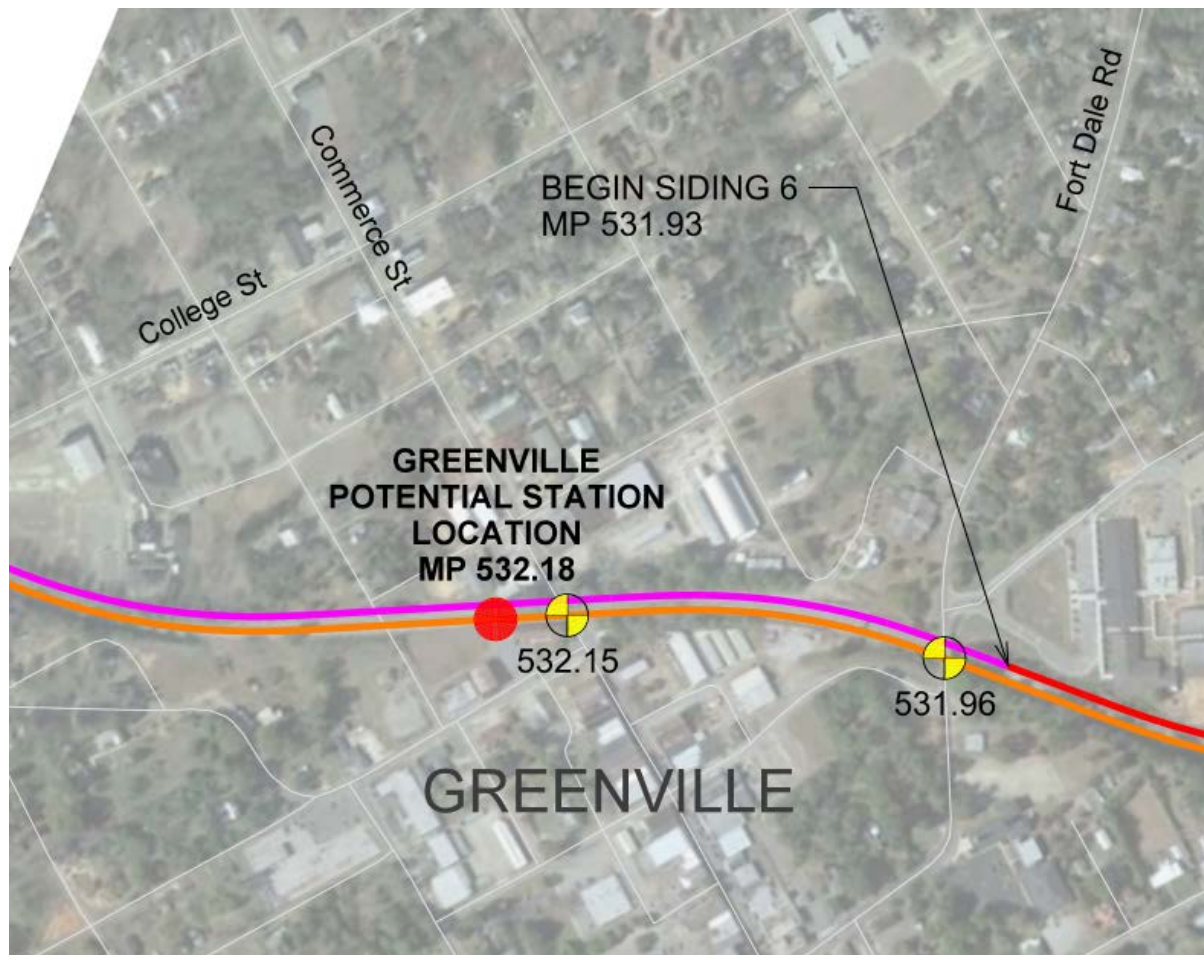 Fort Dale Rd
Commerce St
BEGIN SIDING 6
MP 531.93
College St
GREENVILLE
POTENTIAL STATION
LOCATION
MP 532.18
532.15
531.96
GREENVILLE